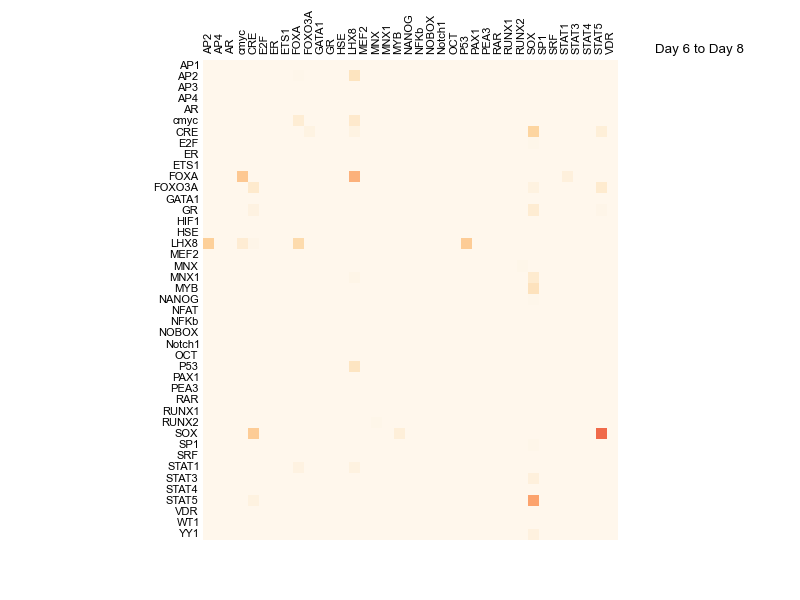 AP2
AP4
AR
cmyc
CRE
E2F
ER
ETS1
FOXA
FOXO3A
GATA1
GR
HSE
LHX8
MEF2
MNX
MNX1
MYB
NANOG
NFKb
NOBOX
Notch1
OCT
P53
PAX1
PEA3
RAR
RUNX1
RUNX2
SOX
SP1
SRF
STAT1
STAT3
STAT4
STAT5
VDR
Day 6 to Day 8
AP1
AP2
AP3
AP4
AR
cmyc
CRE
E2F
ER
ETS1
FOXA
FOXO3A
GATA1
GR
HIF1
HSE
LHX8
MEF2
MNX
MNX1
MYB
NANOG
NFAT
NFKb
NOBOX
Notch1
OCT
P53
PAX1
PEA3
RAR
RUNX1
RUNX2
SOX
SP1
SRF
STAT1
STAT3
STAT4
STAT5
VDR
WT1
YY1